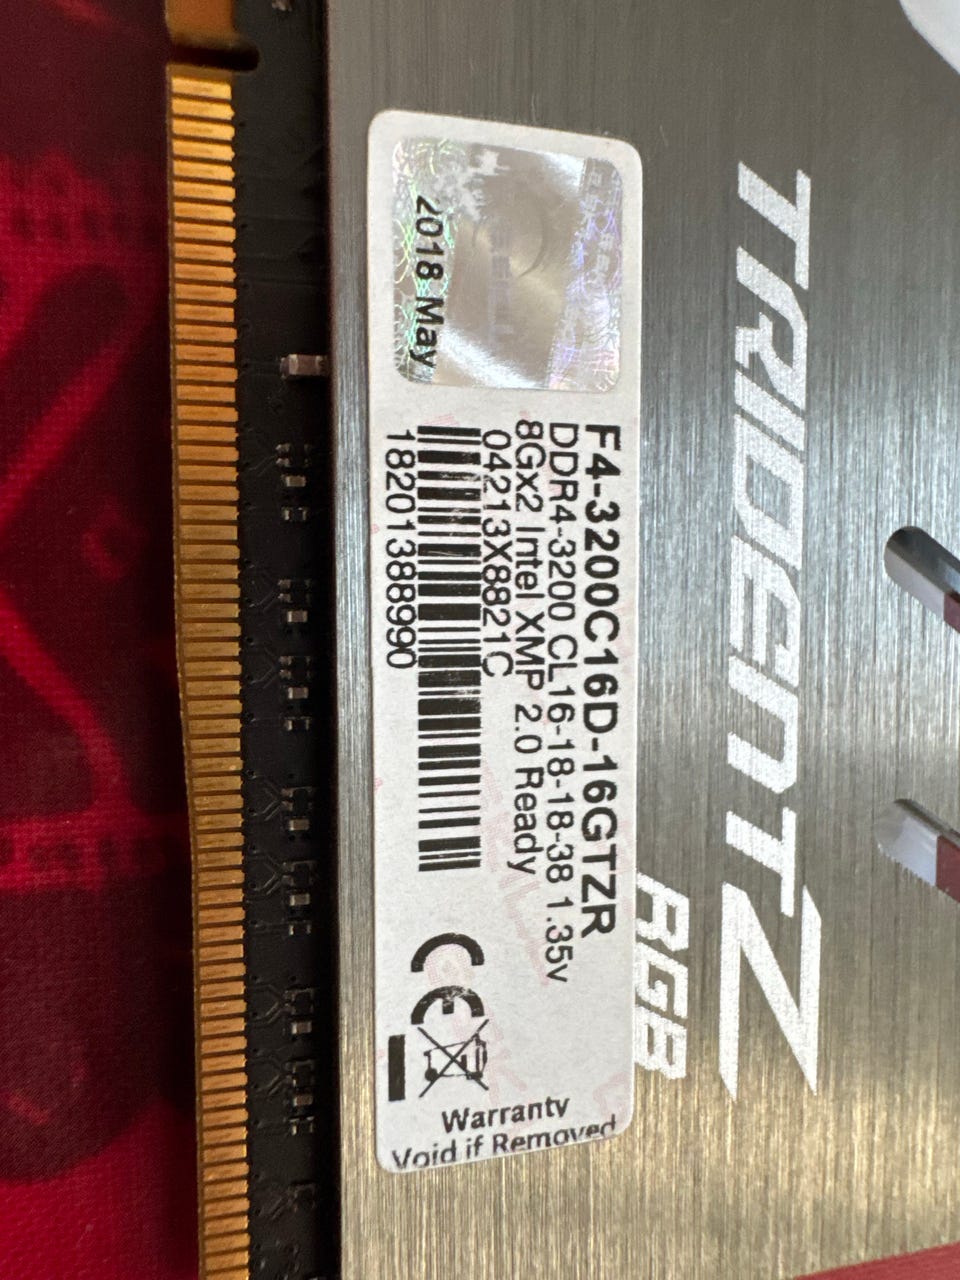 TRIDENTZ
RGB
2018 May
F4-3200C16D-16GTZR
DDR4-3200 CL16-18-18-38 1.35v
8Gx2 Intel XMP 2.0 Ready
04213X8821C
18201388990
CE
Warranty
Void if Removed